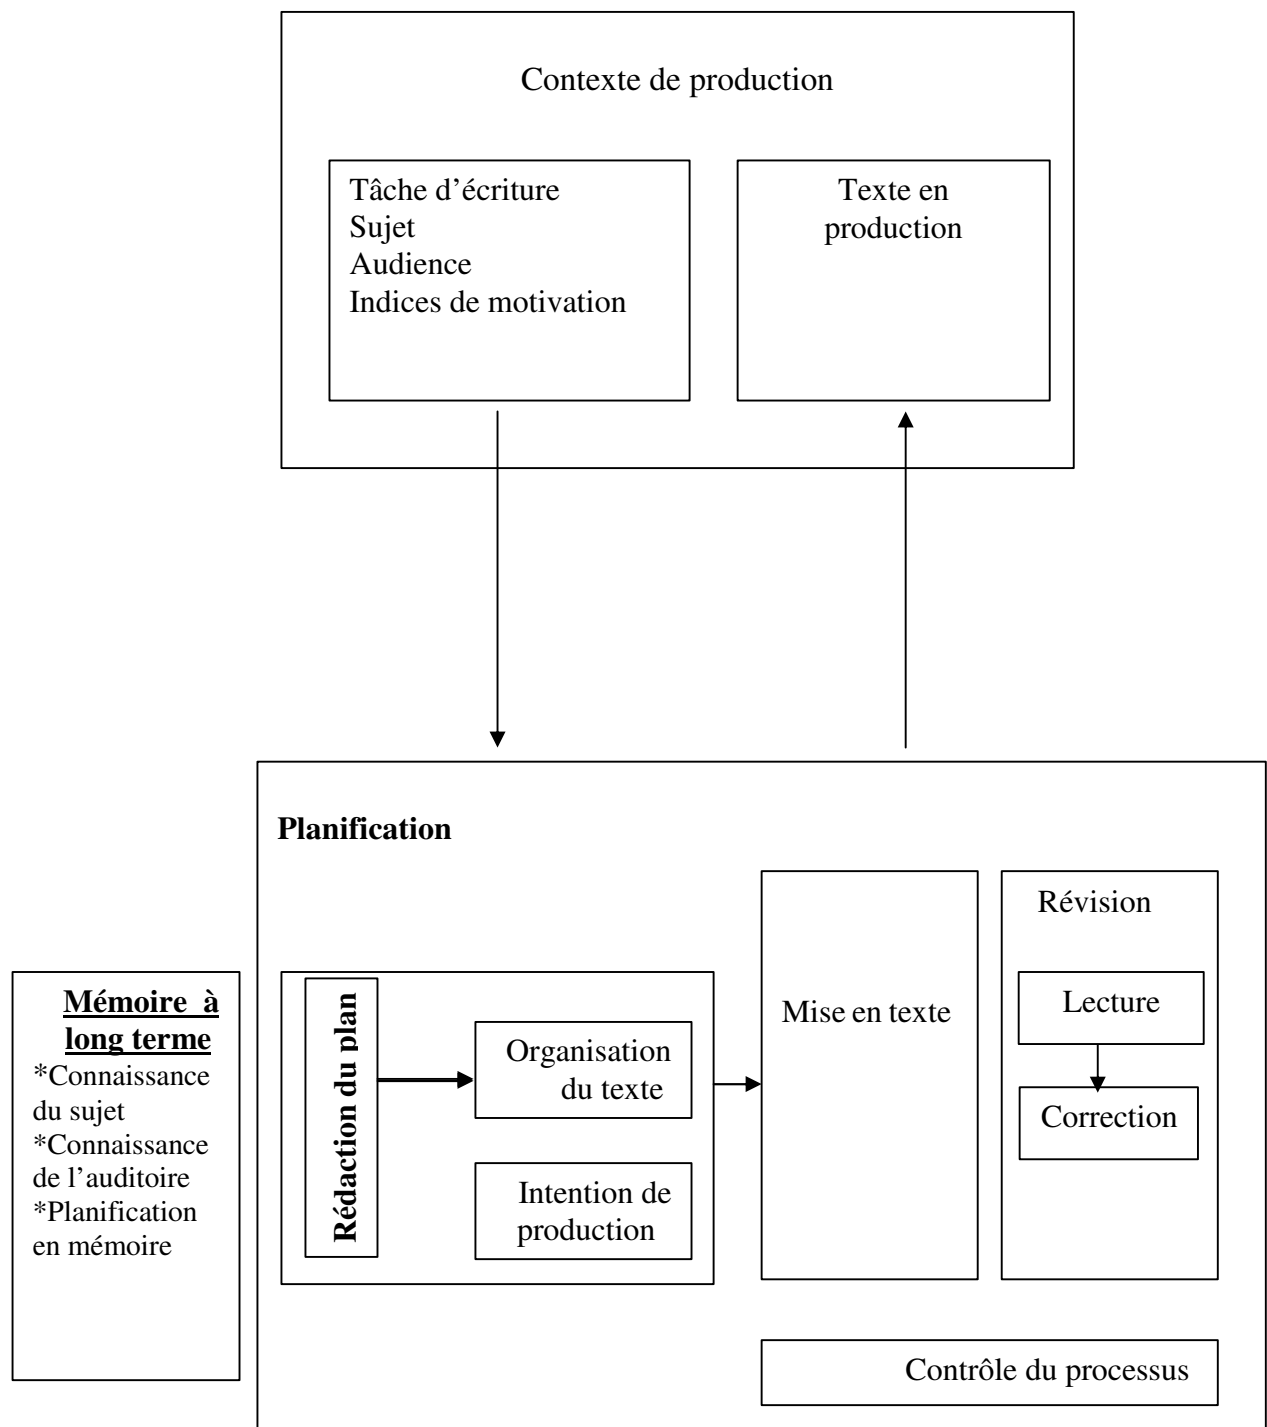 Contexte de production
Tâche d’écriture
Sujet
Audience
Indices de motivation
Texte en
production
Planification
Mémoire à
long terme
*Connaissance
du sujet
*Connaissance
de l’auditoire
*Planification
en mémoire
Rédaction du plan
Organisation
du texte
Intention de
production
Mise en texte
Révision
Lecture
Correction
Contrôle du processus